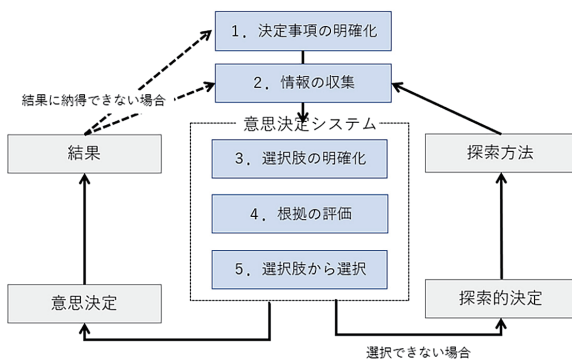 1．決定事項の明確化
2．情報の収集
結果に納得できない場合
意思決定システム
結果
3．選択肢の明確化
探索方法
4．根拠の評価
5．選択肢から選択
意思決定
探索的決定
選択できない場合